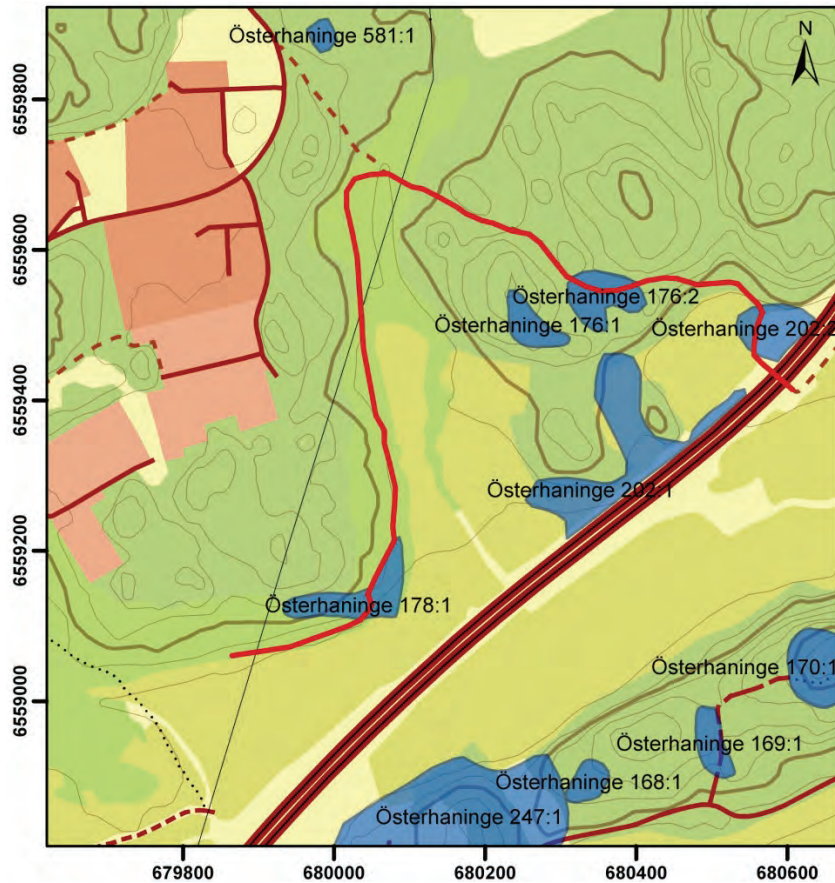 Österhaninge 581:1
N
6559800
6559600
Österhaninge 176:2
Österhaninge 176:1
Österhaninge 202:2
6559400
Österhaninge 202:1
6559200
Österhaninge 178:1
Österhaninge 170:1
6559000
Österhaninge 169:1
Österhaninge 168:1
Österhaninge 247:1
679800
680000
680200
680400
680600